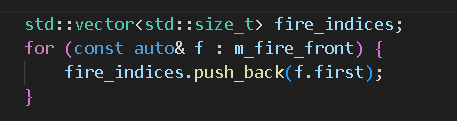 std::vector<std::size_t> fire_indices;
for (const auto& f : m_fire_front) {
    fire_indices.push_back(f.first);
}